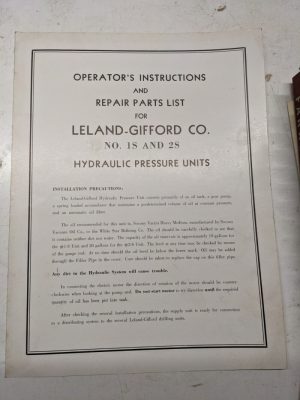 OPERATOR'S INSTRUCTIONS
AND
REPAIR PARTS LIST
FOR
LELAND-GIFFORD CO.
NO. 1S AND 2S
HYDRAULIC PRESSURE UNITS
INSTALLATION PRECAUTIONS:
The Leland-Gifford Hydraulic Pressure Unit consists primarily of an oil tank, a gear pump,
a spring loaded accumulator that maintains a predetermined volume of oil at constant pressure,
and an automatic oil filter.
The oil recommended for this unit is Socony Vactra Heavy Medium manufactured by Socony
Vacuum Oil Co., or the White Star Refining Co. The oil should be carefully checked to see that
it contains neither dirt nor water. The capacity of the oil reservoir is approximately 10 gallons for
the unit and 20 gallons for the unit. The level at any time may be checked by means
of the gauge rod. At no time should the oil level be below the lower mark. Oil may be added
through the Filler Pipe in the cover. Care should be taken to replace the cap on this filler pipe.
Any dirt in the Hydraulic System will cause trouble.
In connecting the electric motor the direction of rotation of the motor should be counter-
clockwise when looking at the pump end. Do not start motor to try direction until the required
quantity of oil has been put into tank.
After checking the several installation precautions, the supply unit is ready for connection
to a distributing system to the several Leland-Gifford drilling units.